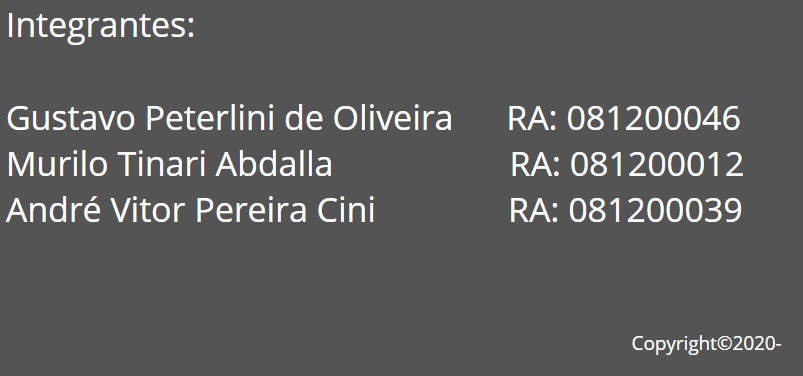 Integrantes:
Gustavo Peterlini de Oliveira RA: 081200046
Murilo Tinari Abdalla RA: 081200012
André Vitor Pereira Cini RA: 081200039
Copyright©2020-